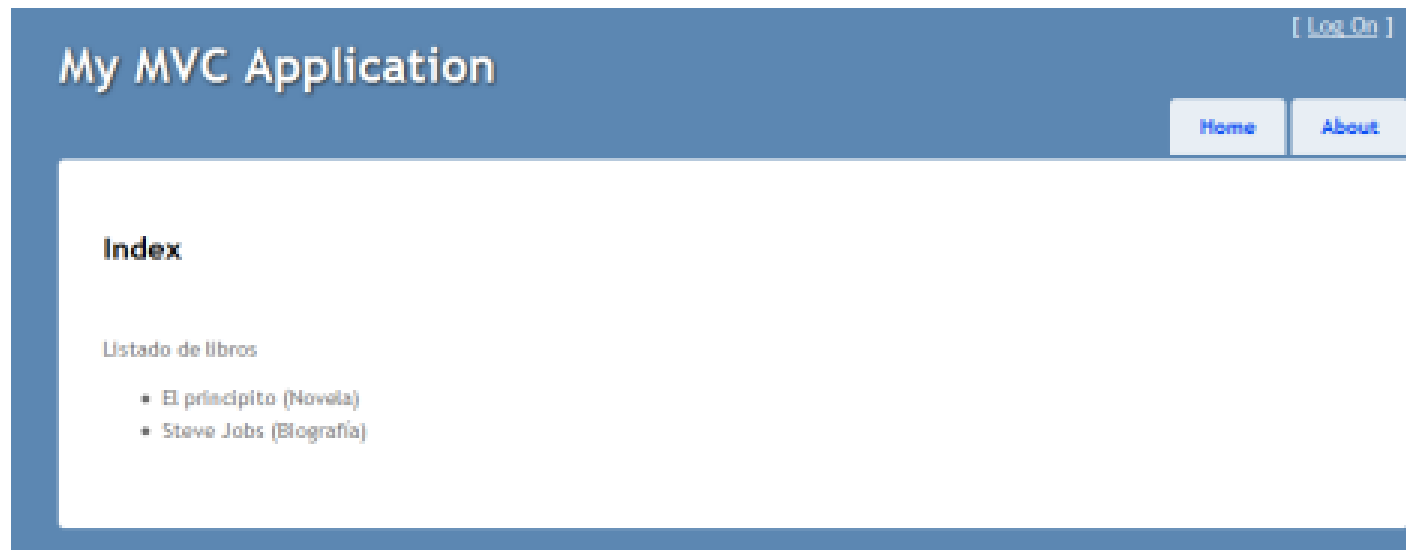 [ Log On ]
My MVC Application
Home About
Index
Listado de libros
El principito (Novela)
Steve Jobs (Biografía)